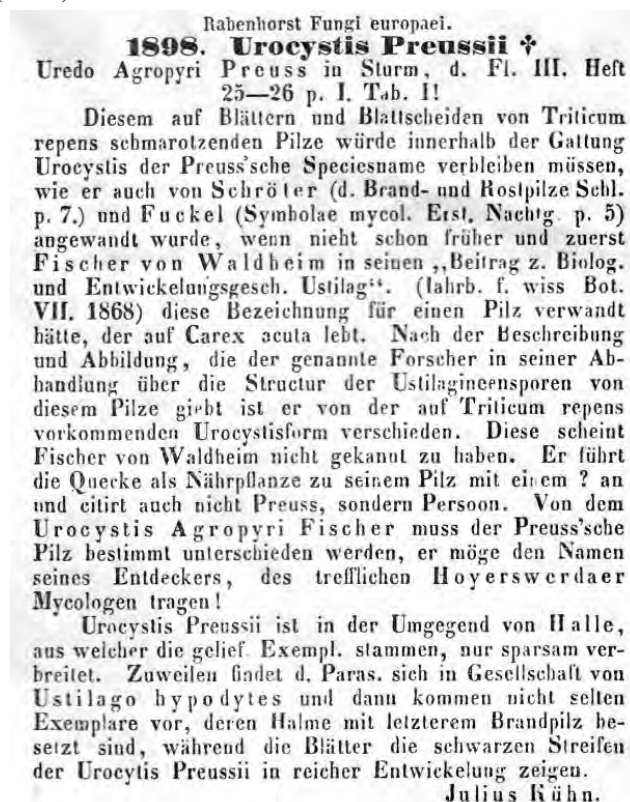 Rabenhorst Fungi europaei.
1898. Urocystis Preussii †
Uredo Agropyri Preuss in Sturm, d. Fl. III. Heft
25—26 p. I. Tab. I!
Diesem auf Blättern und Blattscheiden von Triticum
repens schmarotzenden Pilze würde innerhalb der Gattung
Urocystis der Preuss'sche Speciesname verbleiben müssen,
wie er auch von Schröter (d. Brand- und Rostpilze Schl.
p. 7.) und Fuckel (Symbolae mycol. Erst. Nachtg. p. 5)
angewandt wurde, wenn nieht schon früher und zuerst
Fischer von Waldheim in seinen „Beitrag z. Biolog.
und Entwickelungsgesch. Ustilag“. (Iahrb. f. wiss Bot.
VII. 1868) diese Bezeichnung für einen Pilz verwandt
hätte, der auf Carex acuta lebt. Nach der Beschreibung
und Abbildung, die der genannte Forscher in seiner Ab-
handlung über die Structur der Ustilagineensporen von
diesem Pilze giebt ist er von der auf Triticum repens
vorkommenden Urocystisform verschieden. Diese scheint
Fischer von Waldheim nicht gekannt zu haben. Er führt
die Quecke als Nährpflanze zu seinem Pilz mit einem ? an
und citirt auch nicht Preuss, sondern Persoon. Von dem
Urocystis Agropyri Fischer muss der Preuss'sche
Pilz bestimmt unterschieden werden, er möge den Namen
seines Entdeckers, des trefflichen Hoyerswerdaer
Mycologen tragen!
Urocystis Preussii ist in der Umgegend von Halle,
aus welcher die gelief. Exempl. stammen, nur sparsam ver-
breitet. Zuweilen findet d. Paras. sich in Gesellschaft von
Ustilago hypodytes und dann kommen nicht selten
Exemplare vor, deren Halme mit letzterem Brandpilz be-
setzt sind, während die Blätter die schwarzen Streifen
der Urocytis Preussii in reicher Entwickelung zeigen.
Julius Kühn.